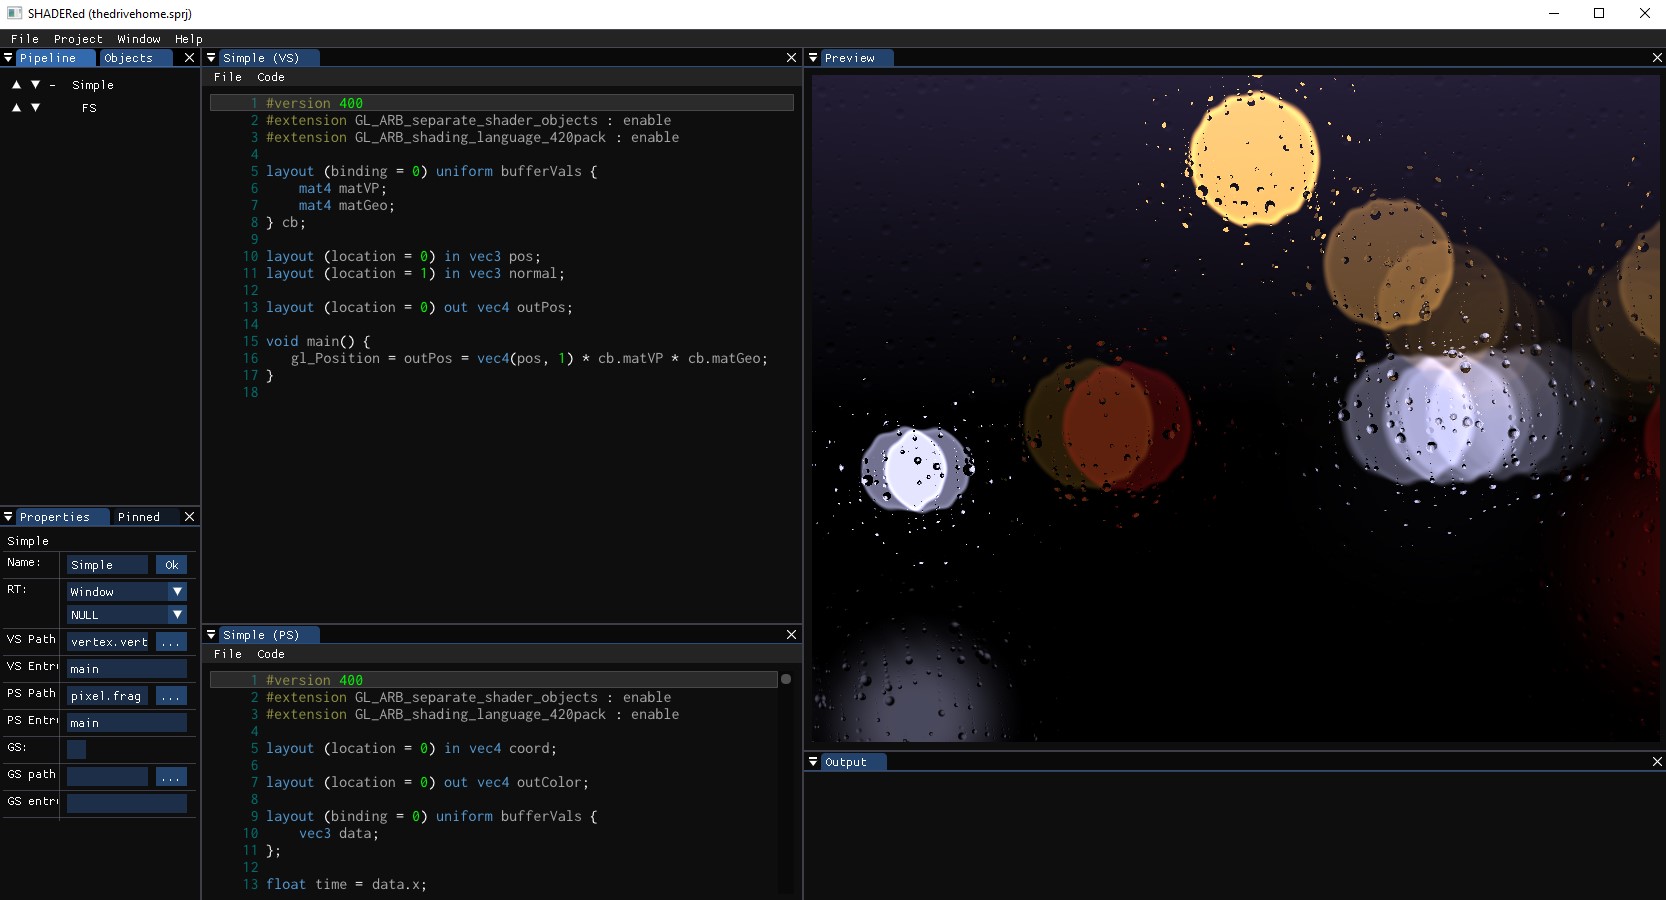 SHADERed (thedrivehome.sprj)
File Project Window Help
Pipeline Objects
- Simple
FS
Properties Pinned
Simple
Name: Simple Ok
RT: Window
NULL
VS Path vertex.vert ...
VS Entr main
PS Path pixel.frag ...
PS Entr main
GS:
GS path ...
GS entr
Simple (VS)
File Code
1 #version 400
2 #extension GL_ARB_separate_shader_objects : enable
3 #extension GL_ARB_shading_language_420pack : enable
4
5 layout (binding = 0) uniform bufferVals {
6 mat4 matVP;
7 mat4 matGeo;
8 } cb;
9
10 layout (location = 0) in vec3 pos;
11 layout (location = 1) in vec3 normal;
12
13 layout (location = 0) out vec4 outPos;
14
15 void main() {
16 gl_Position = outPos = vec4(pos, 1) * cb.matVP * cb.matGeo;
17 }
18
Simple (PS)
File Code
1 #version 400
2 #extension GL_ARB_separate_shader_objects : enable
3 #extension GL_ARB_shading_language_420pack : enable
4
5 layout (location = 0) in vec4 coord;
6
7 layout (location = 0) out vec4 outColor;
8
9 layout (binding = 0) uniform bufferVals {
10 vec3 data;
11 };
12
13 float time = data.x;
Preview
Output